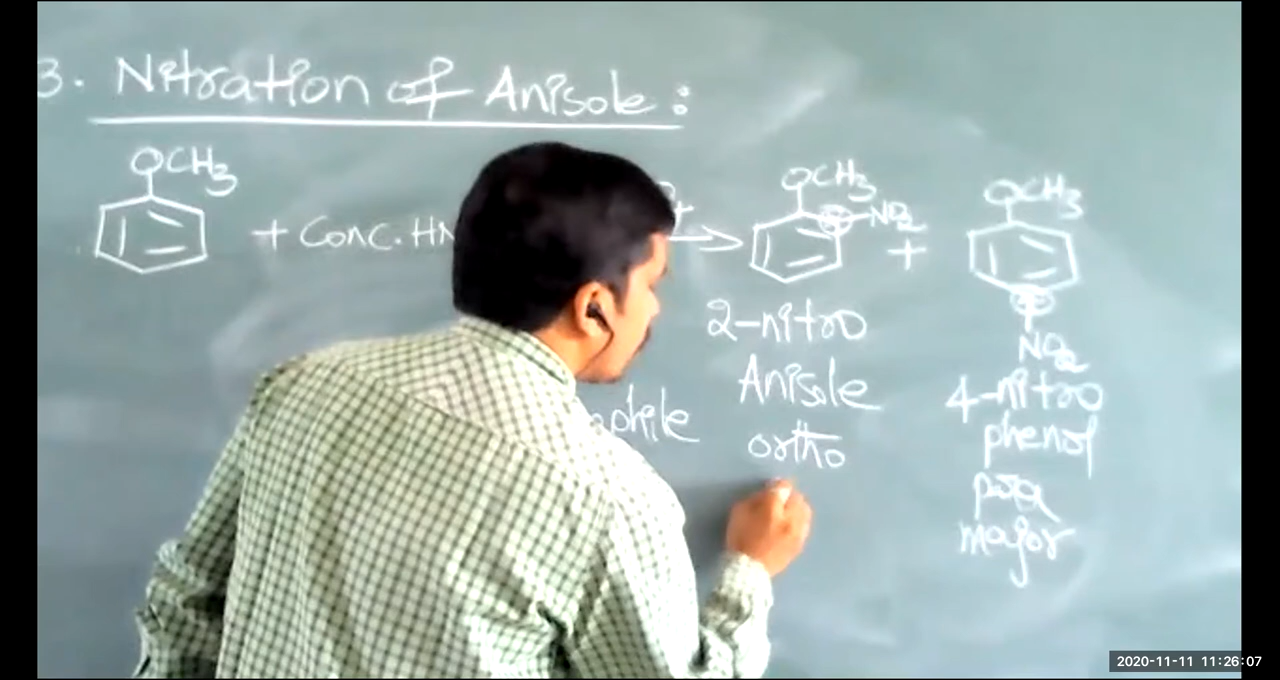 3. Nitration of Anisole :
OCH3
+ Conc. HN
OCH3
NO2
+
OCH3
NO2
2-nitro
Anisole
ortho
4-nitro
phenol
para
major
ophile
2020-11-11 11:26:07